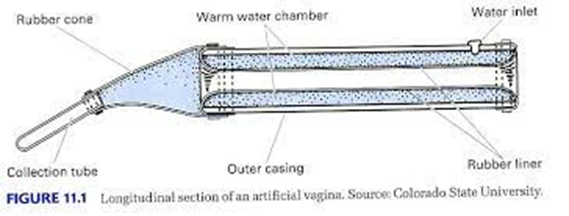 Rubber cone
Warm water chamber
Water inlet
Collection tube
Outer casing
Rubber liner
FIGURE 11.1 Longitudinal section of an artificial vagina. Source: Colorado State University.